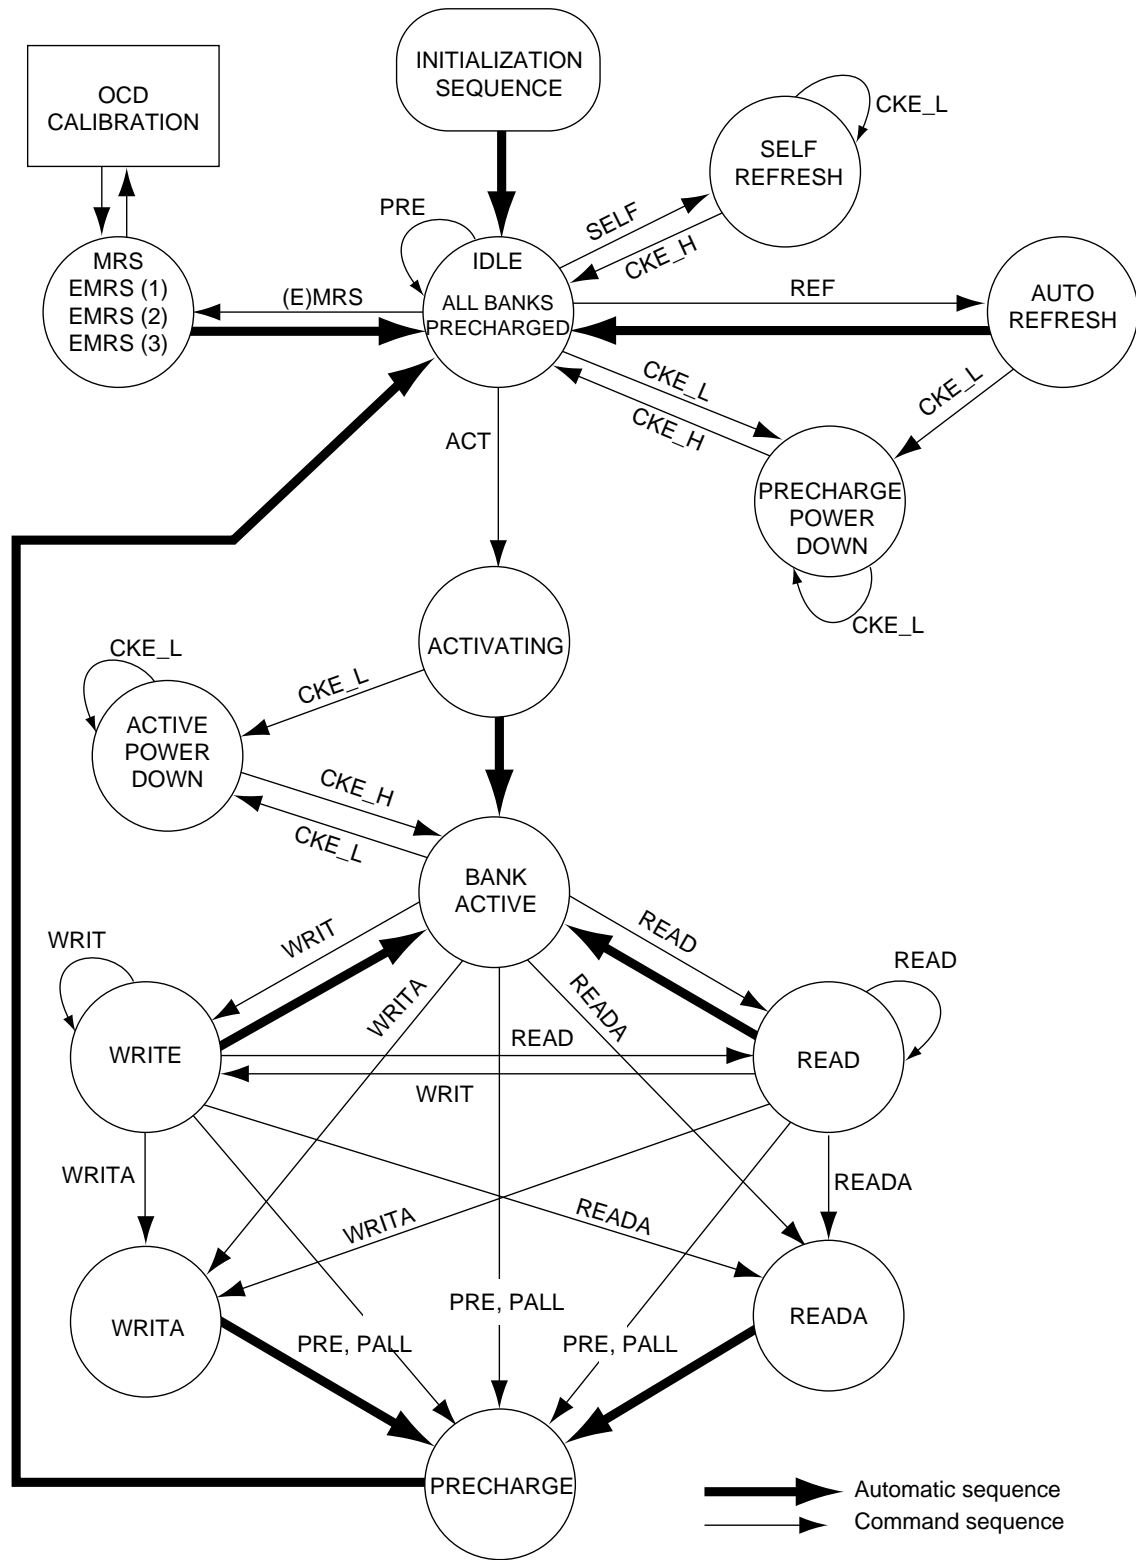 INITIALIZATION
SEQUENCE
OCD
CALIBRATION
SELF
REFRESH
CKE_L
PRE
SELF
CKE_H
IDLE
ALL BANKS
PRECHARGED
MRS
EMRS (1)
EMRS (2)
EMRS (3)
(E)MRS
REF
AUTO
REFRESH
CKE_L
CKE_H
CKE_L
ACT
PRECHARGE
POWER
DOWN
CKE_L
ACTIVATING
CKE_L
CKE_L
ACTIVE
POWER
DOWN
CKE_H
CKE_L
BANK
ACTIVE
WRIT
WRIT
READ
READ
WRITA
READA
WRITE
READ
WRIT
READ
WRITA
READA
WRITA
READA
WRITA
PRE, PALL
PRE, PALL
PRE, PALL
READA
PRECHARGE
Automatic sequence
Command sequence